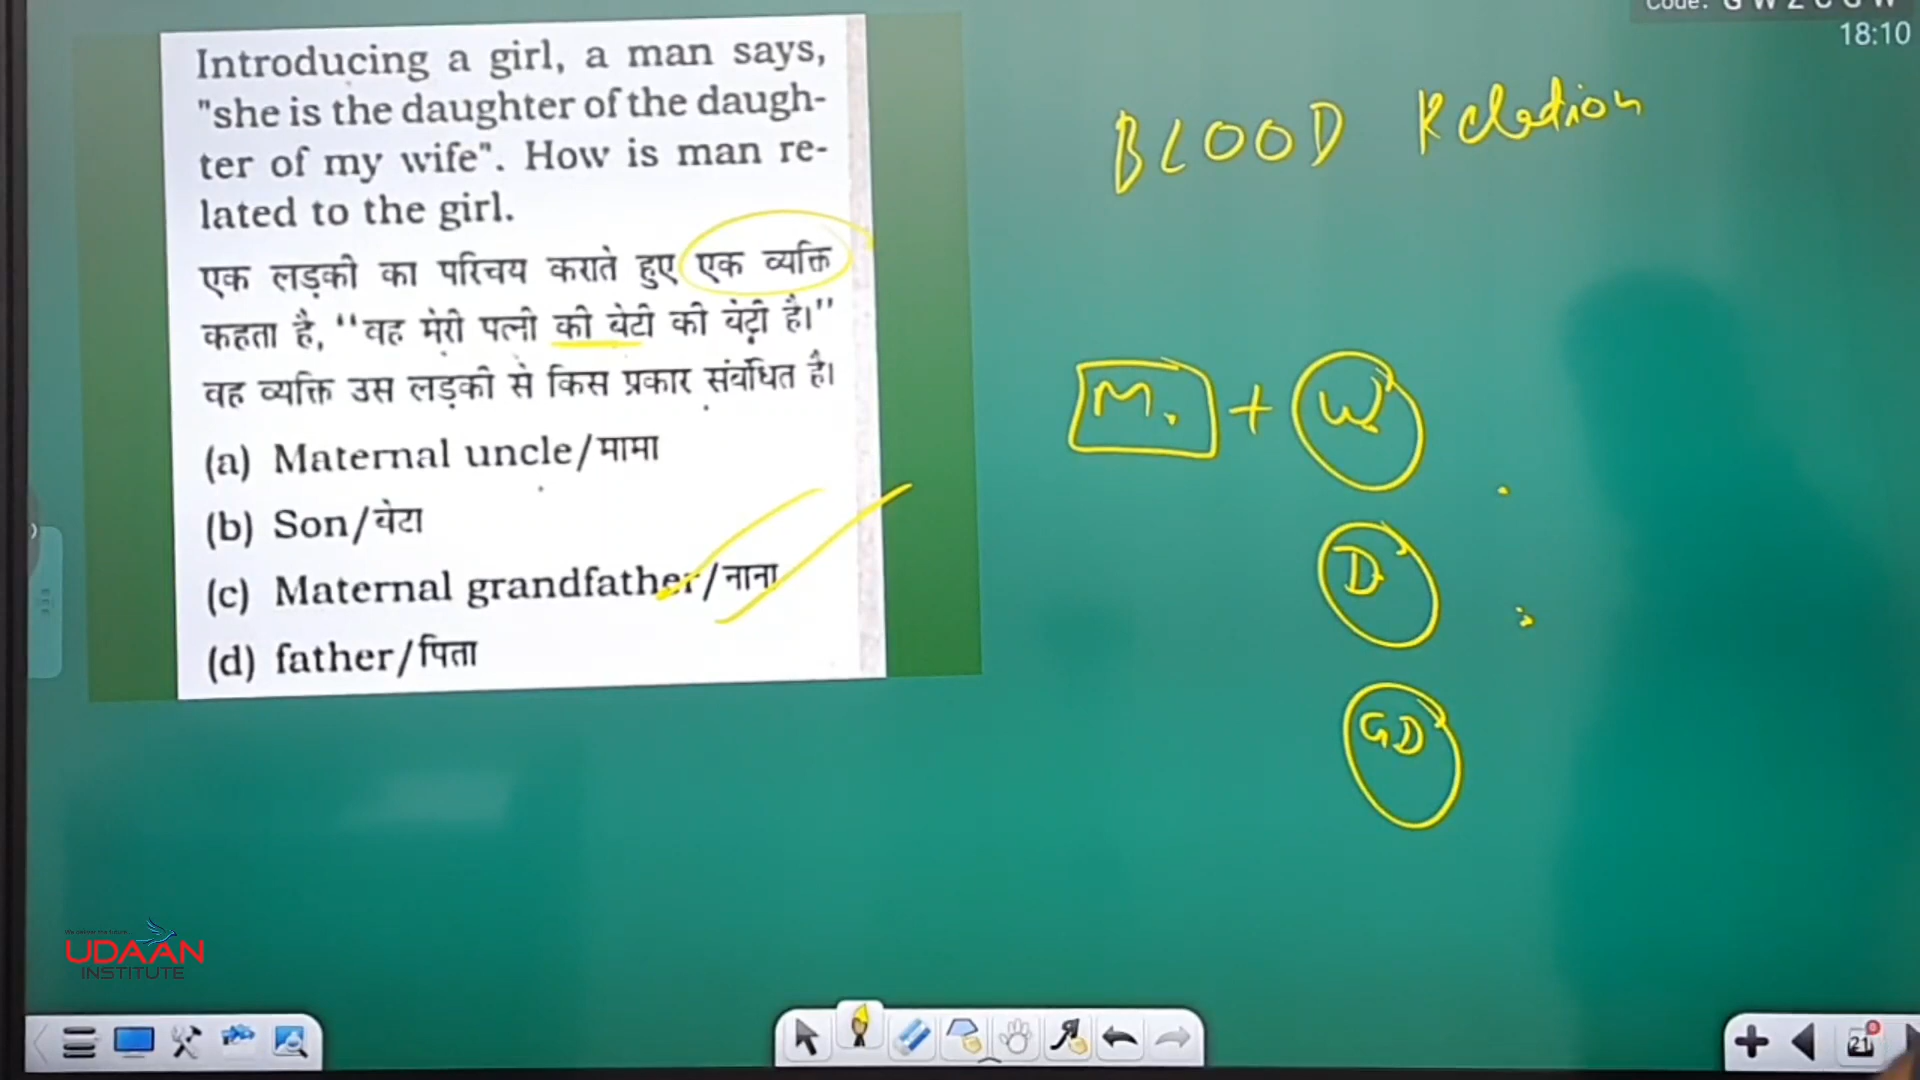 18:10
Introducing a girl, a man says,
"she is the daughter of the daugh-
ter of my wife". How is man re-
lated to the girl.
एक लड़की का परिचय कराते हुए एक व्यक्ति
कहता है, "वह मेरी पत्नी की बेटी की बेटी है।"
वह व्यक्ति उस लड़की से किस प्रकार संबंधित है।
(a) Maternal uncle/मामा
(b) Son/बेटा
(c) Maternal grandfather/नाना
(d) father/पिता
BLOOD Relation
M. + W
D
GD
UDAAN
INSTITUTE
21